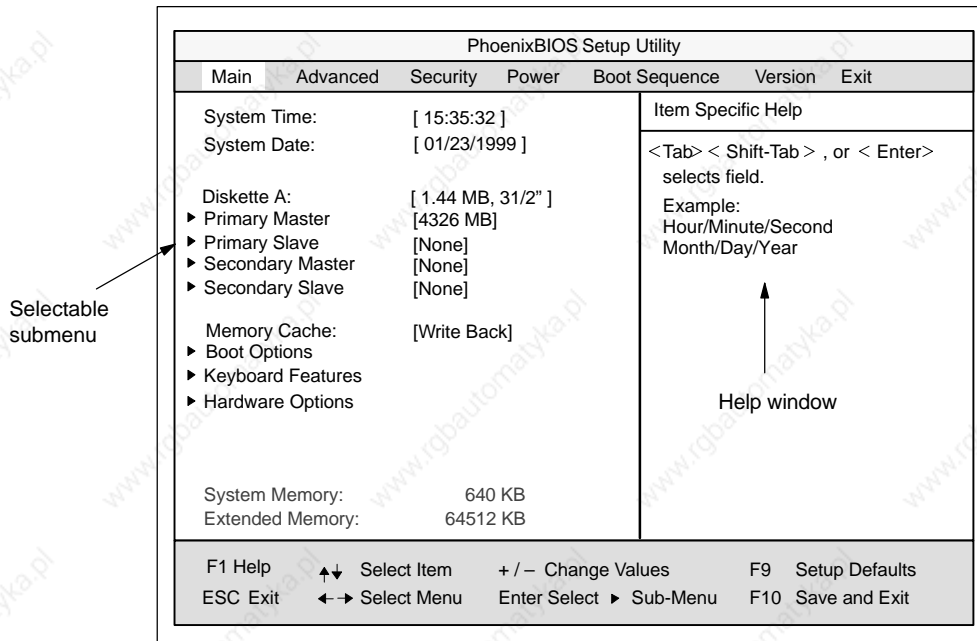 PhoenixBIOS Setup Utility
Main Advanced Security Power Boot Sequence Version Exit
System Time: [ 15:35:32 ]
System Date: [ 01/23/1999 ]
Diskette A: [ 1.44 MB, 31/2” ]
Primary Master [4326 MB]
Primary Slave [None]
Secondary Master [None]
Secondary Slave [None]
Memory Cache: [Write Back]
Boot Options
Keyboard Features
Hardware Options
System Memory: 640 KB
Extended Memory: 64512 KB
Item Specific Help
<Tab> < Shift-Tab > , or < Enter>
selects field.
Example:
Hour/Minute/Second
Month/Day/Year
Selectable
submenu
Help window
F1 Help Select Item + / – Change Values F9 Setup Defaults
ESC Exit Select Menu Enter Select Sub-Menu F10 Save and Exit
www.rgbautomatyka.pl